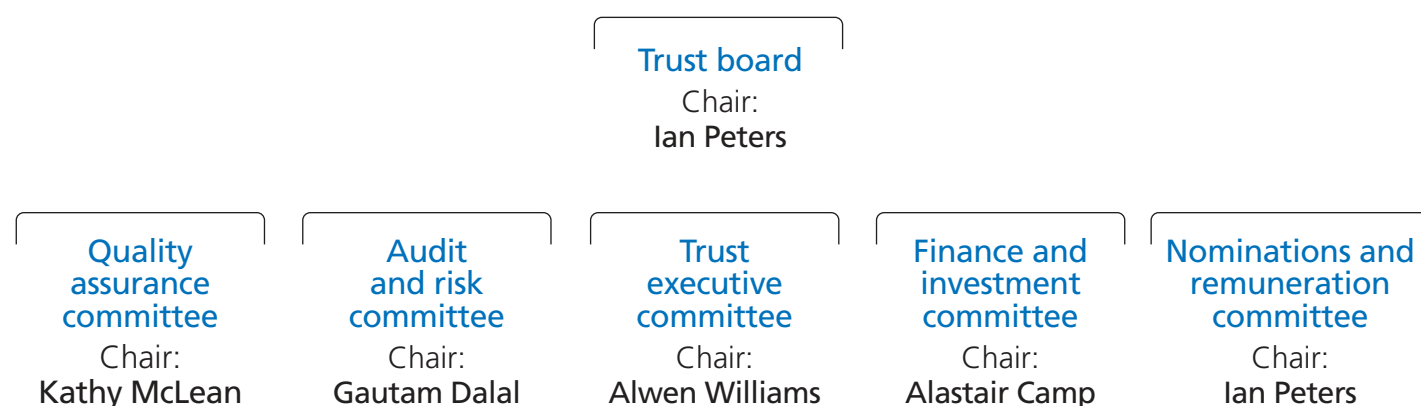 Trust board
Chair:
Ian Peters
Quality
assurance
committee
Chair:
Kathy McLean
Audit
and risk
committee
Chair:
Gautam Dalal
Trust
executive
committee
Chair:
Alwen Williams
Finance and
investment
committee
Chair:
Alastair Camp
Nominations and
remuneration
committee
Chair:
Ian Peters